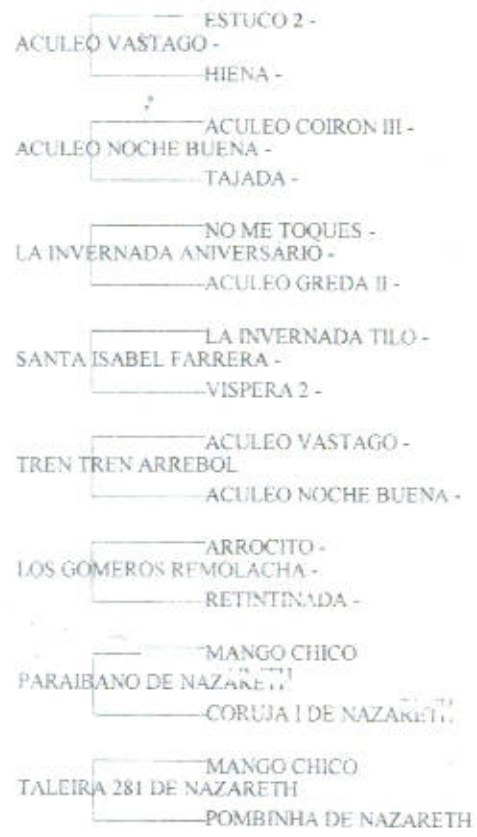 ESTUCO 2 -
ACULEO VASTAGO -
HIENA -
ACULEO COIRON III -
ACULEO NOCHE BUENA -
TAJADA -
NO ME TOQUES -
LA INVERNADA ANIVERSARIO -
ACULEO GREDA II -
LA INVERNADA TILO -
SANTA ISABEL FARRERA -
VISPERA 2 -
ACULEO VASTAGO -
TREN TREN ARREBOL
ACULEO NOCHE BUENA -
ARROCITO -
LOS GOMEROS REMOLACHA -
RETINTINADA -
MANGO CHICO
PARAIBANO DE NAZARETH
CORUJA I DE NAZARETH
MANGO CHICO
TALEIRA 281 DE NAZARETH
POMBINHA DE NAZARETH